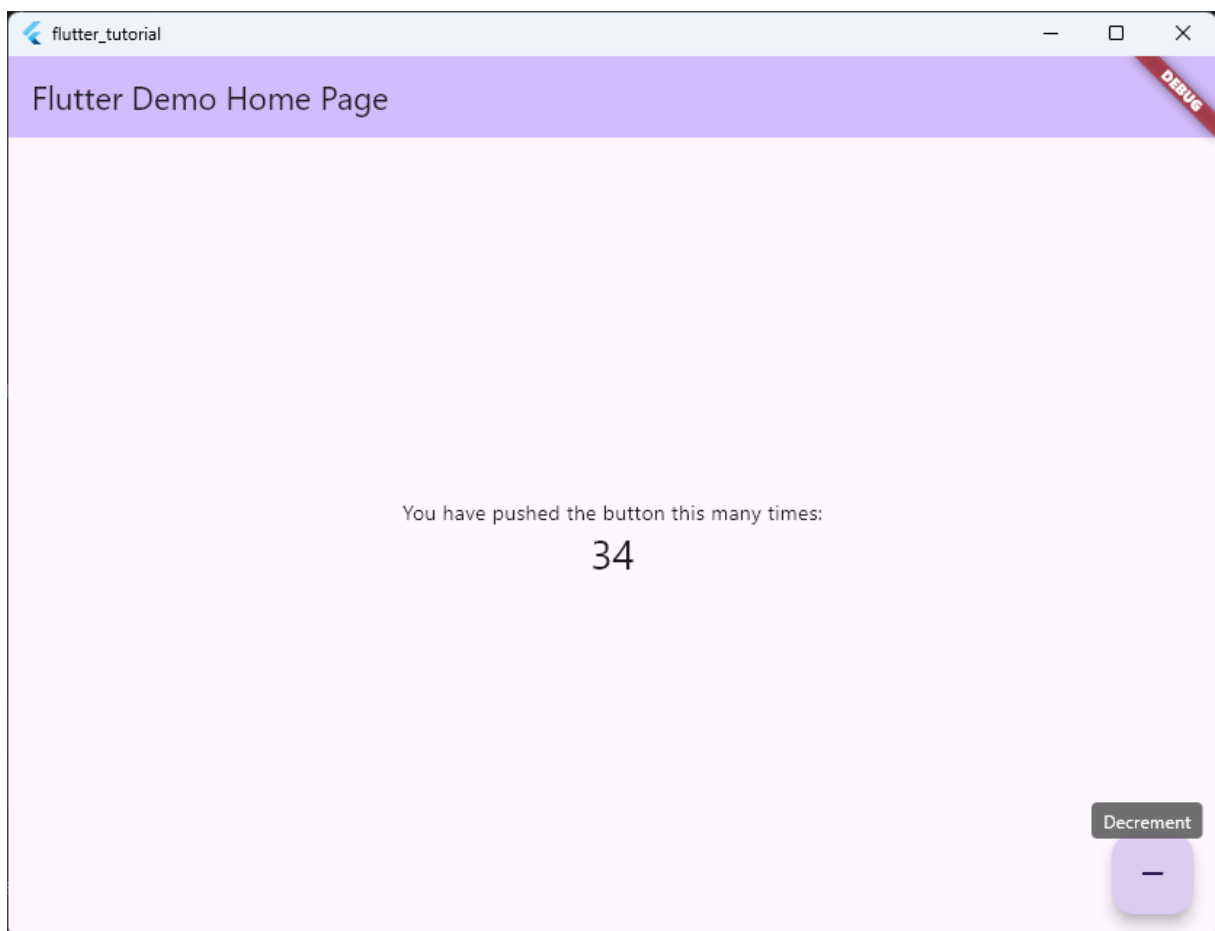 flutter_tutorial
Flutter Demo Home Page
DEBUG
You have pushed the button this many times:
34
Decrement